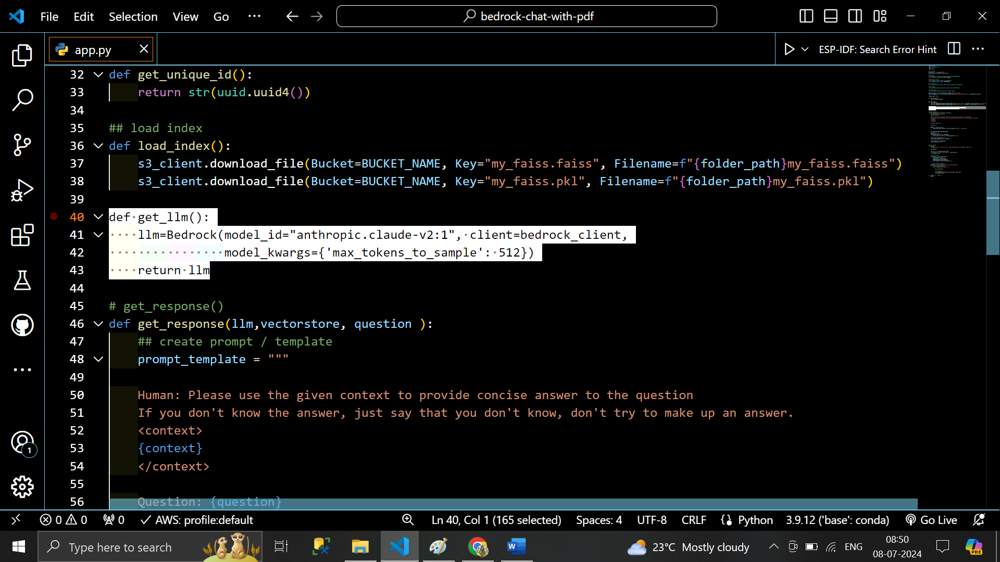 File Edit Selection View Go ··· bedrock-chat-with-pdf
app.py ESP-IDF: Search Error Hint
32 def get_unique_id():
33 return str(uuid.uuid4())
34
35 ## load index
36 def load_index():
37 s3_client.download_file(Bucket=BUCKET_NAME, Key="my_faiss.faiss", Filename=f"{folder_path}my_faiss.faiss")
38 s3_client.download_file(Bucket=BUCKET_NAME, Key="my_faiss.pkl", Filename=f"{folder_path}my_faiss.pkl")
39
40 def get_llm():
41 llm=Bedrock(model_id="anthropic.claude-v2:1", client=bedrock_client,
42 model_kwargs={'max_tokens_to_sample': 512})
43 return llm
44
45 # get_response()
46 def get_response(llm,vectorstore, question ):
47 ## create prompt / template
48 prompt_template = """
49
50 Human: Please use the given context to provide concise answer to the question
51 If you don't know the answer, just say that you don't know, don't try to make up an answer.
52 <context>
53 {context}
54 </context>
55
56 Question: {question}
1
0 0 0 AWS: profile:default Ln 40, Col 1 (165 selected) Spaces: 4 UTF-8 CRLF Python 3.9.12 ('base': conda) Go Live
Type here to search 23°C Mostly cloudy ENG 08:50
08-07-2024
PRE